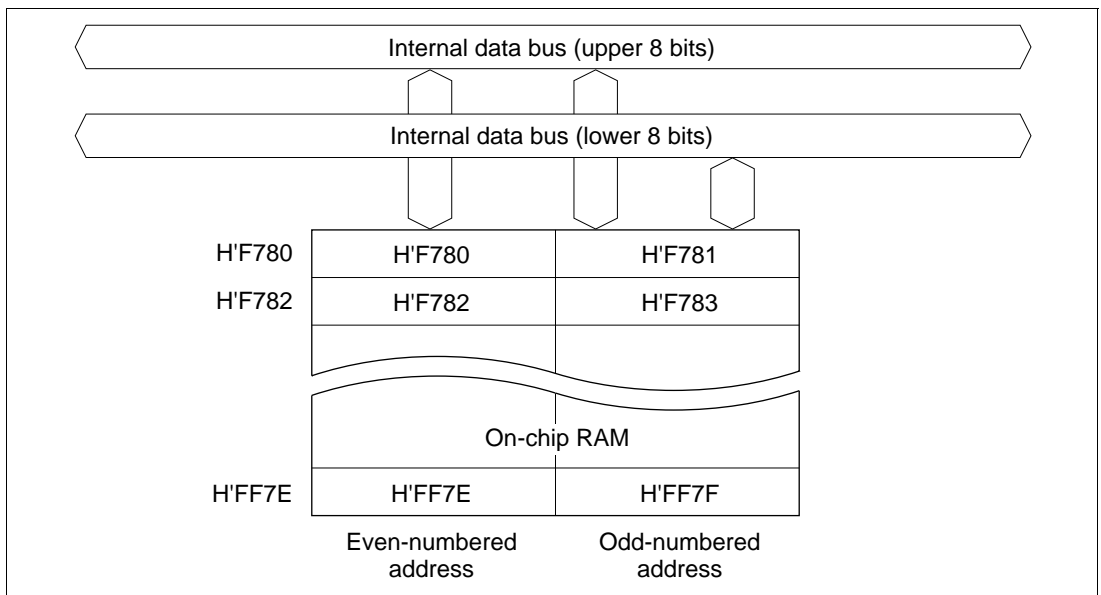 Internal data bus (upper 8 bits)
Internal data bus (lower 8 bits)
H'F780 H'F780 H'F781
H'F782 H'F782 H'F783
On-chip RAM
H'FF7E H'FF7E H'FF7F
Even-numbered address
Odd-numbered address